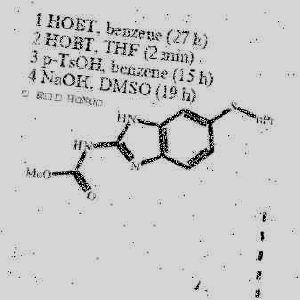 1 HOBT, benzene (27 h)
2 HOBT, THF (2 min)
3 p-TsOH, benzene (15 h)
4 NaOH, DMSO (19 h)
S
nPr
HN
HN
N
MeO
O